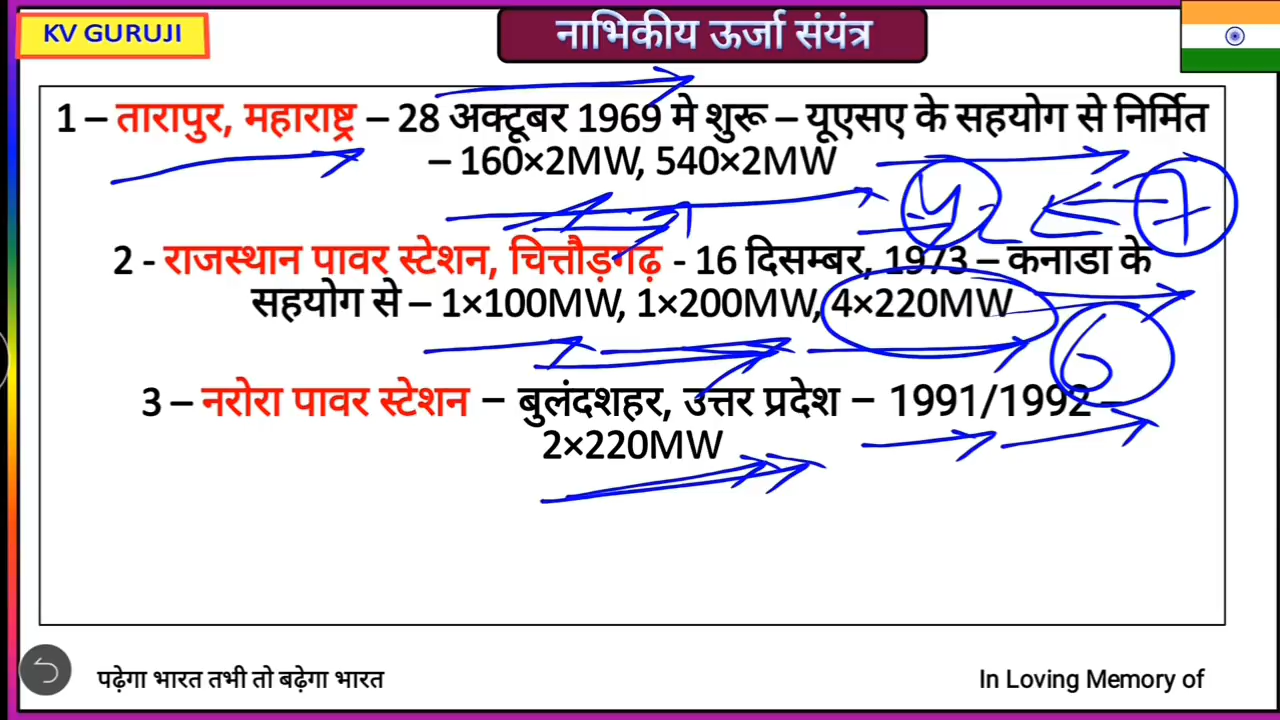 KV GURUJI
नाभिकीय ऊर्जा संयंत्र
1 – तारापुर, महाराष्ट्र – 28 अक्टूबर 1969 मे शुरू – यूएसए के सहयोग से निर्मित
– 160×2MW, 540×2MW
2 - राजस्थान पावर स्टेशन, चित्तौड़गढ़ - 16 दिसम्बर, 1973 – कनाडा के
सहयोग से – 1×100MW, 1×200MW, 4×220MW
6
3 – नरोरा पावर स्टेशन – बुलंदशहर, उत्तर प्रदेश – 1991/1992 –
2×220MW
पढ़ेगा भारत तभी तो बढ़ेगा भारत
In Loving Memory of